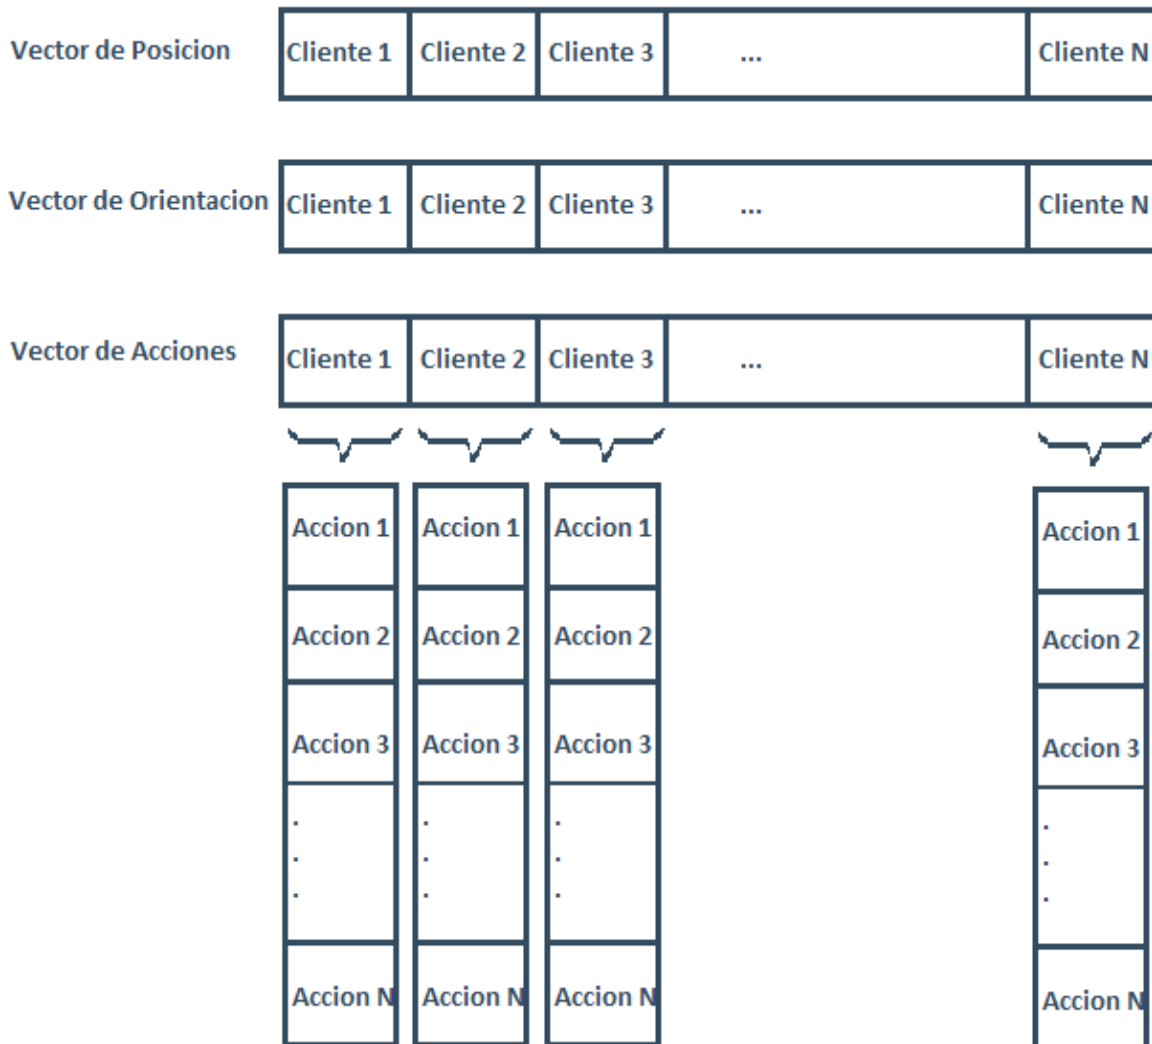 Vector de Posicion Cliente 1 Cliente 2 Cliente 3 ... Cliente N
Vector de Orientacion Cliente 1 Cliente 2 Cliente 3 ... Cliente N
Vector de Acciones Cliente 1 Cliente 2 Cliente 3 ... Cliente N
Accion 1 Accion 1 Accion 1 Accion 1
Accion 2 Accion 2 Accion 2 Accion 2
Accion 3 Accion 3 Accion 3 Accion 3
. . . .
. . . .
. . . .
Accion N Accion N Accion N Accion N